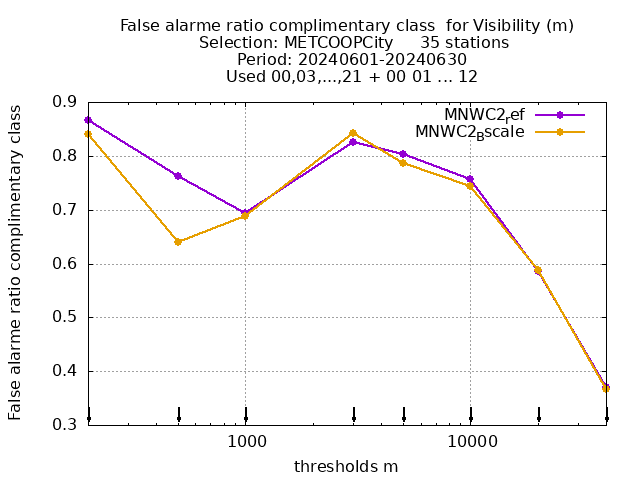 False alarme ratio complimentary class  for Visibility (m)
Selection: METCOOPCity     35 stations
Period: 20240601-20240630
Used 00,03,...,21 + 00 01 ... 12
MNWC2ref
MNWC2Bscale
False alarme ratio complimentary class
0.9
0.8
0.7
0.6
0.5
0.4
0.3
1000
10000
thresholds m